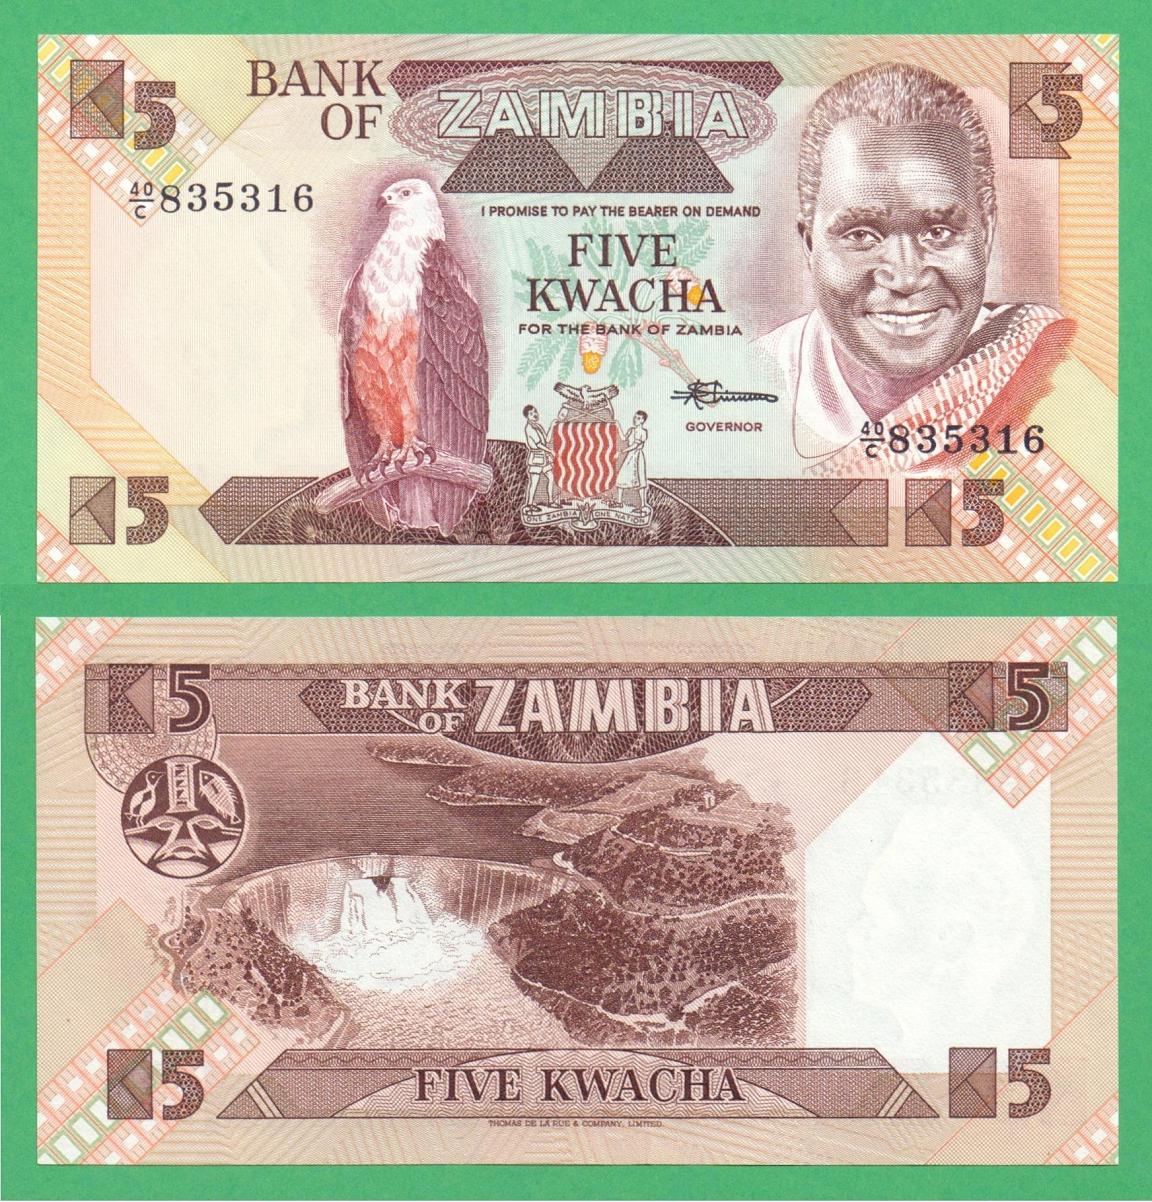 5
BANK OF ZAMBIA
5
40/C 835316
I PROMISE TO PAY THE BEARER ON DEMAND
FIVE
KWACHA
FOR THE BANK OF ZAMBIA
GOVERNOR
40/C 835316
5
ONE ZAMBIA ONE NATION
5
5
BANK OF ZAMBIA
5
5
FIVE KWACHA
5
THOMAS DE LA RUE & COMPANY, LIMITED.